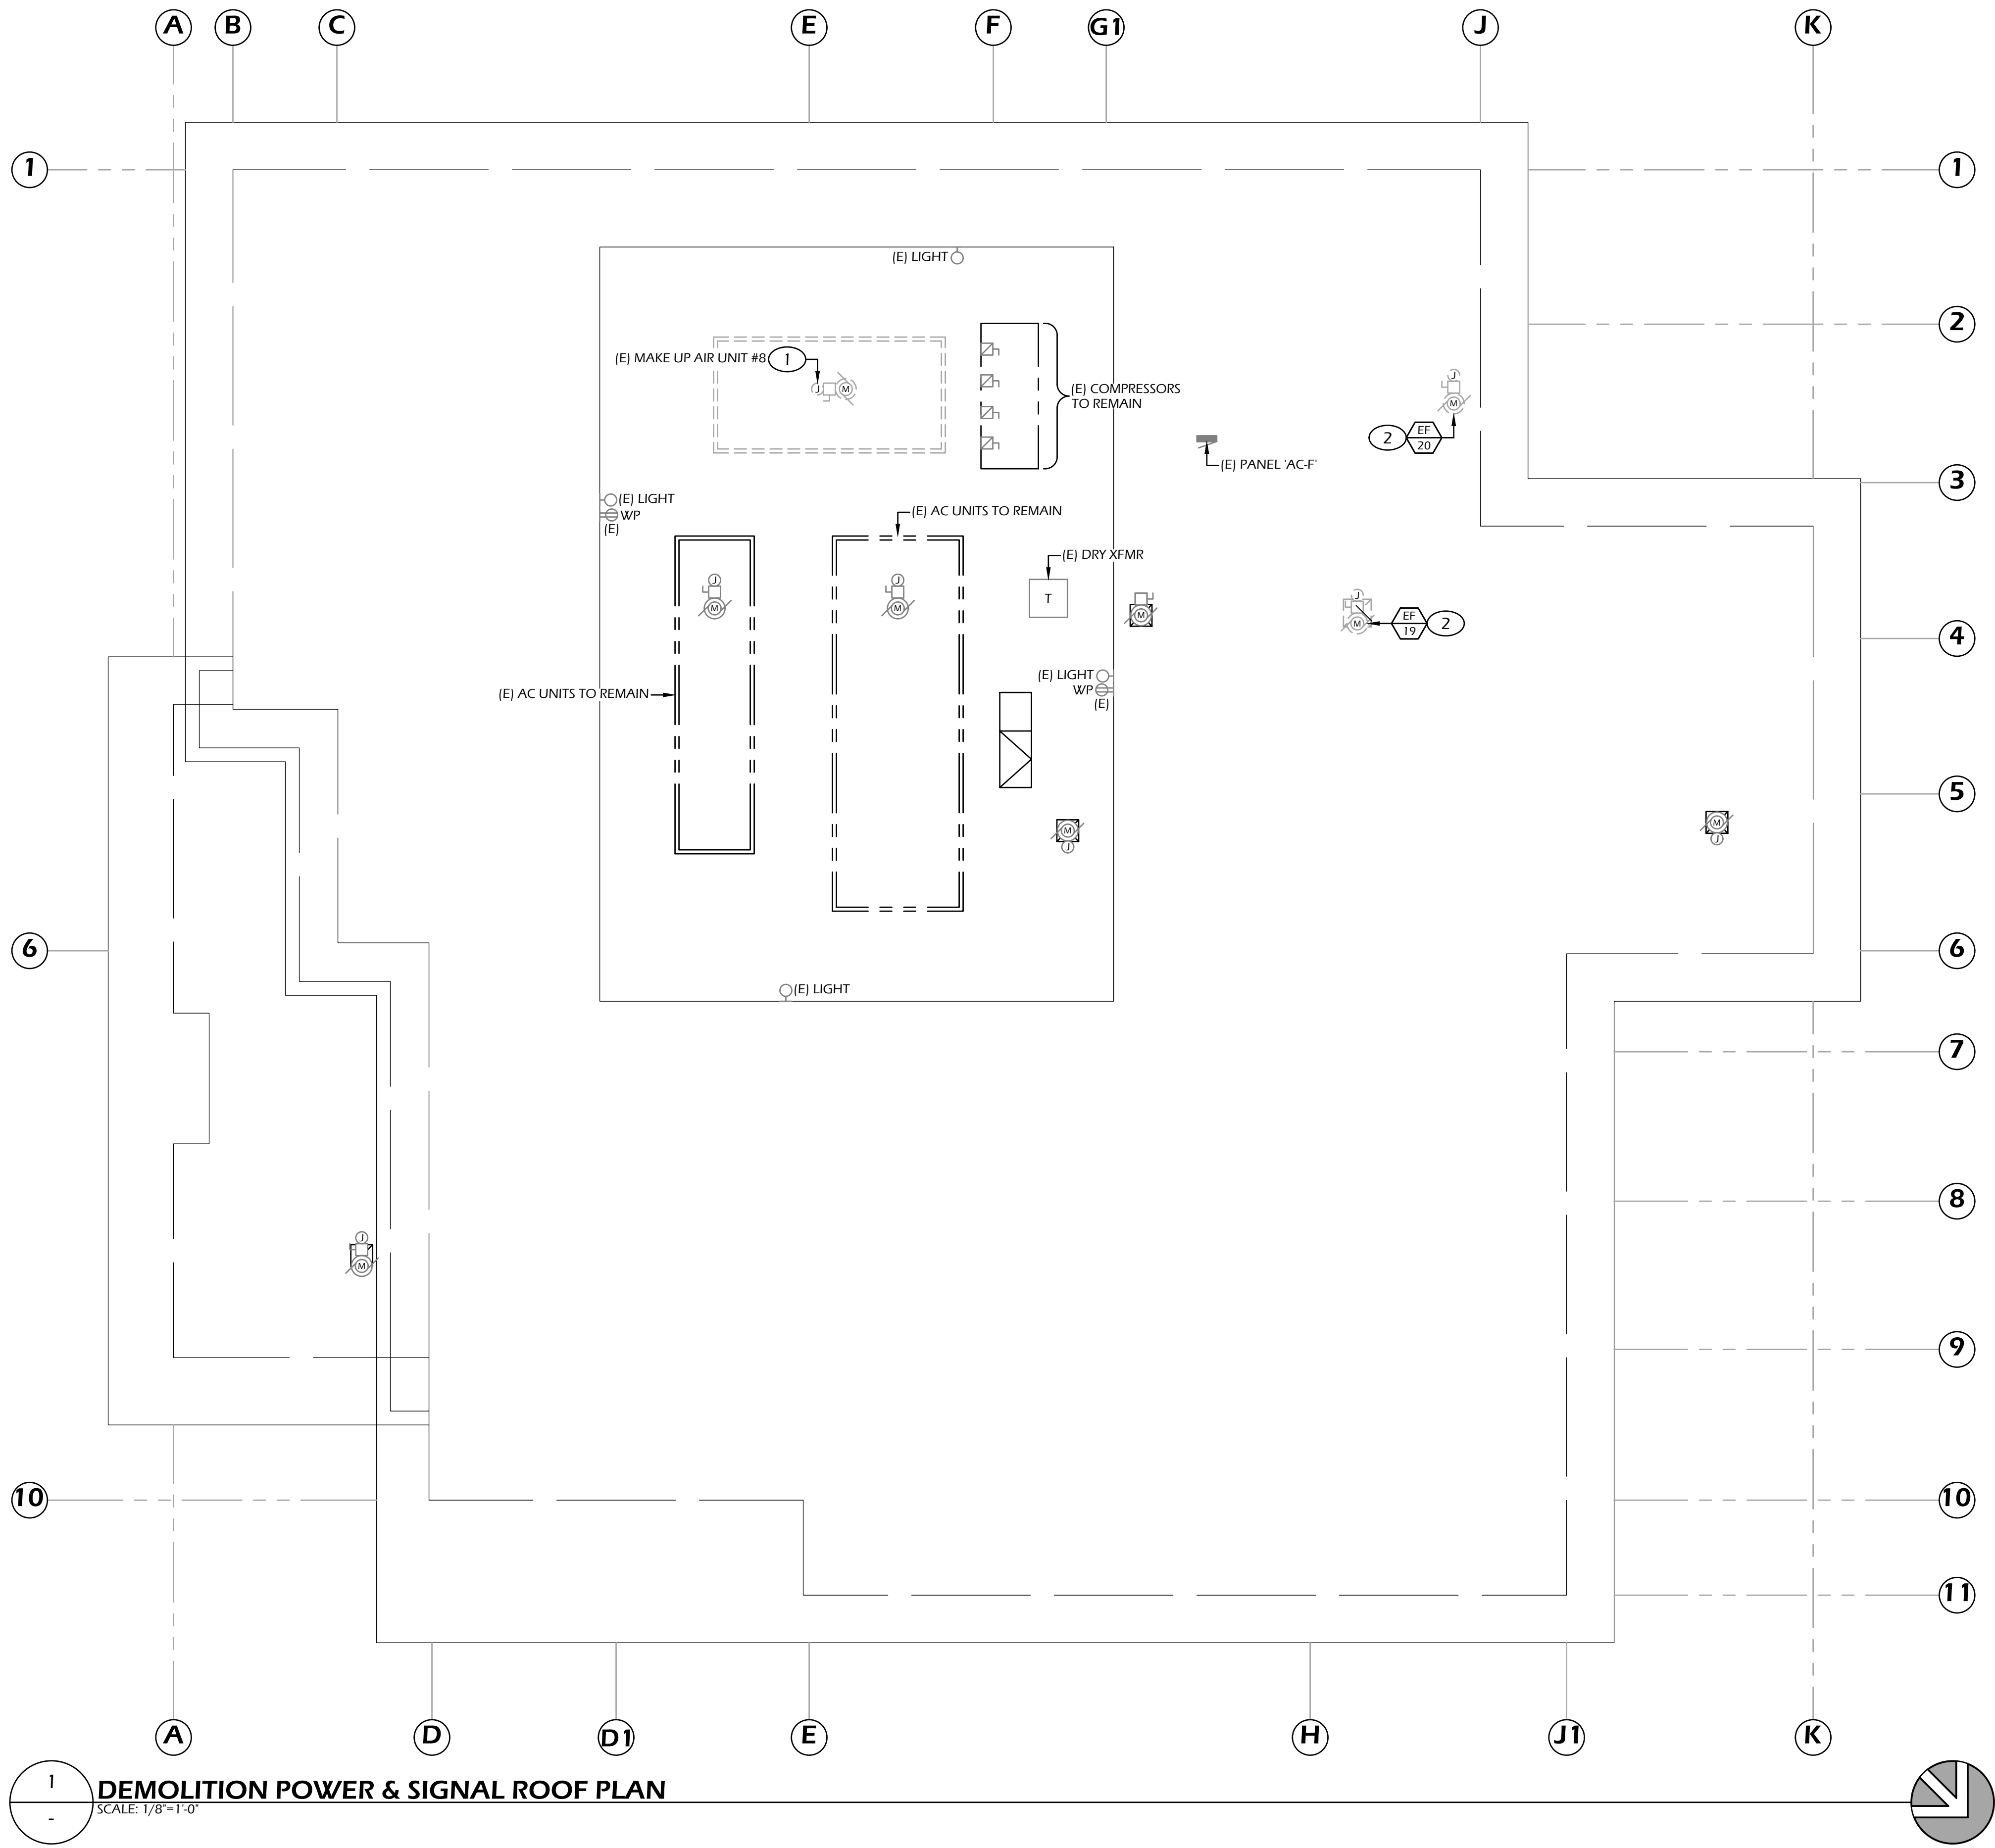 A B C E F G1 J K
1 1
(E) LIGHT
2
(E) MAKE UP AIR UNIT #8 1
J M
(E) COMPRESSORS
TO REMAIN
J
M
2 EF
20
(E) PANEL 'AC-F'
3
(E) LIGHT
WP
(E)
(E) AC UNITS TO REMAIN
(E) DRY XFMR
J
M
J
M
T
M
J
M
EF
19
2
4
(E) LIGHT
WP
(E)
(E) AC UNITS TO REMAIN
5
M
J
M
J
6 6
(E) LIGHT
7
8
J
M
9
10 10
11
A D D1 E H J1 K
1
-
DEMOLITION POWER & SIGNAL ROOF PLAN
SCALE: 1/8"=1'-0"